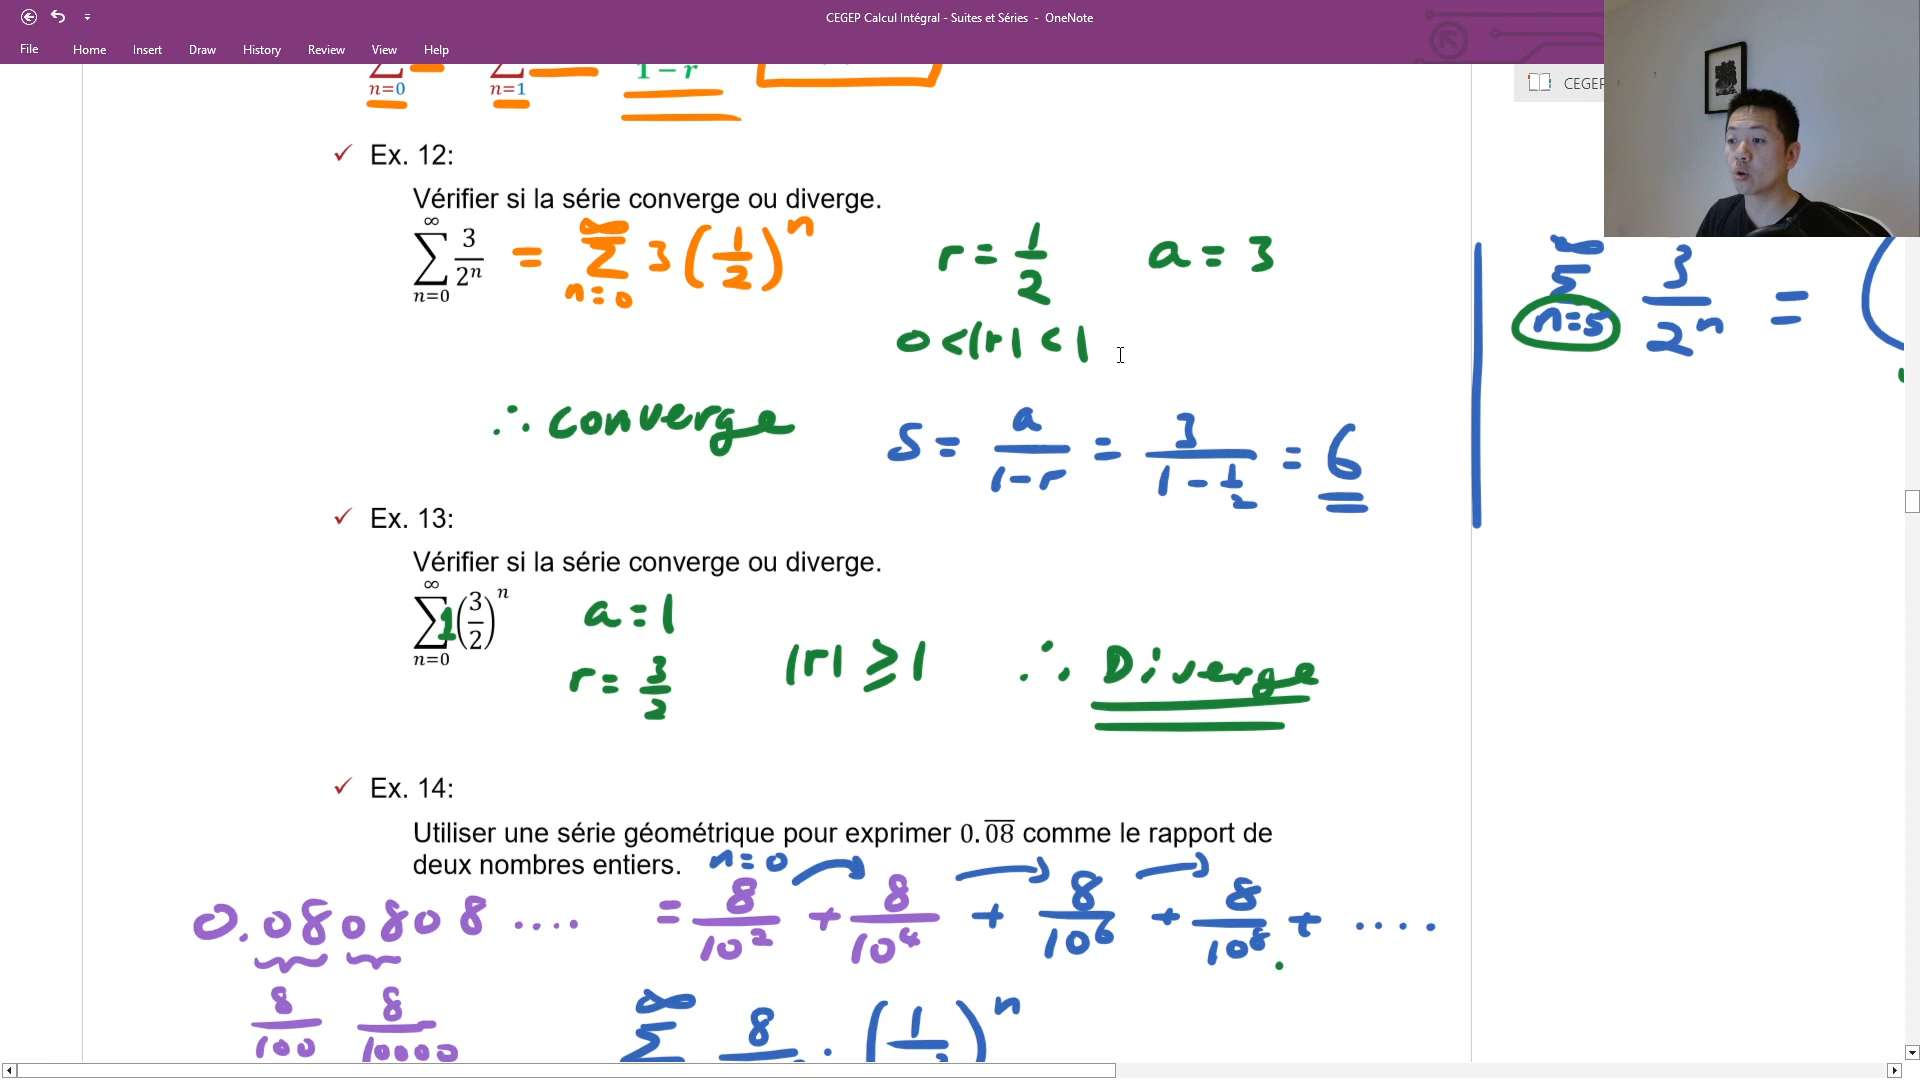 CEGEP Calcul Intégral - Suites et Séries - OneNote
File Home Insert Draw History Review View Help
n=0 n=1 1 − r
CEGEP
✓ Ex. 12:
Vérifier si la série converge ou diverge.
∞
∑ 3/2ⁿ = ∑ 3 (1/2)ⁿ r = 1/2 a = 3
n=0 n=0
0 < |r| < 1
∴ converge S = a/(1-r) = 3/(1-1/2) = 6
∞
∑ 3/2ⁿ =
n=5
✓ Ex. 13:
Vérifier si la série converge ou diverge.
∞
∑ 1(3/2)ⁿ a = 1
n=0 r = 3/2 |r| ⩾ 1 ∴ Diverge
✓ Ex. 14:
Utiliser une série géométrique pour exprimer 0.0̅8̅ comme le rapport de
deux nombres entiers. n=0
0.080808 .... = 8/10² + 8/10⁴ + 8/10⁶ + 8/10⁸ + ....
8/100 8/10000
∞
∑ 8 · (1 )ⁿ